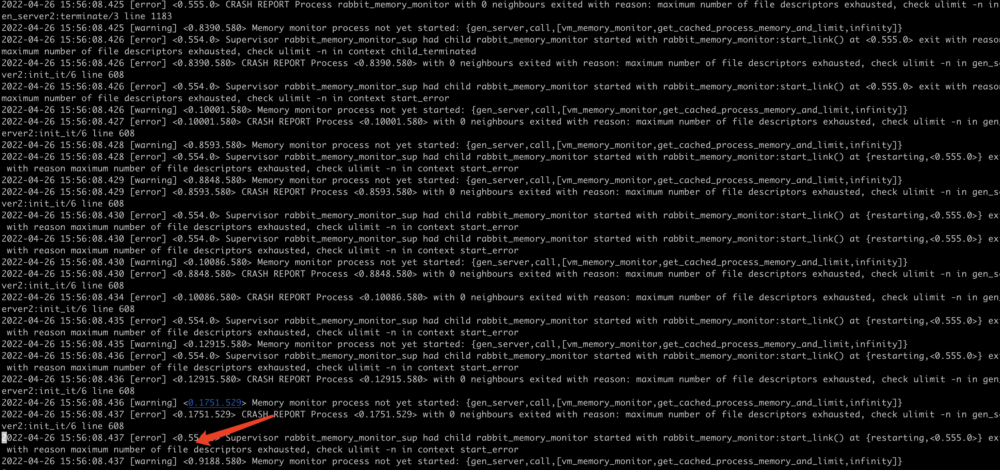 2022-04-26 15:56:08.425 [error] <0.555.0> CRASH REPORT Process rabbit_memory_monitor with 0 neighbours exited with reason: maximum number of file descriptors exhausted, check ulimit -n in
en_server2:terminate/3 line 1183
2022-04-26 15:56:08.425 [warning] <0.8390.580> Memory monitor process not yet started: {gen_server,call,[vm_memory_monitor,get_cached_process_memory_and_limit,infinity]}
2022-04-26 15:56:08.426 [error] <0.554.0> Supervisor rabbit_memory_monitor_sup had child rabbit_memory_monitor started with rabbit_memory_monitor:start_link() at <0.555.0> exit with reaso
maximum number of file descriptors exhausted, check ulimit -n in context child_terminated
2022-04-26 15:56:08.426 [error] <0.8390.580> CRASH REPORT Process <0.8390.580> with 0 neighbours exited with reason: maximum number of file descriptors exhausted, check ulimit -n in gen_s
ver2:init_it/6 line 608
2022-04-26 15:56:08.426 [error] <0.554.0> Supervisor rabbit_memory_monitor_sup had child rabbit_memory_monitor started with rabbit_memory_monitor:start_link() at <0.555.0> exit with reaso
maximum number of file descriptors exhausted, check ulimit -n in context start_error
2022-04-26 15:56:08.426 [warning] <0.10001.580> Memory monitor process not yet started: {gen_server,call,[vm_memory_monitor,get_cached_process_memory_and_limit,infinity]}
2022-04-26 15:56:08.427 [error] <0.10001.580> CRASH REPORT Process <0.10001.580> with 0 neighbours exited with reason: maximum number of file descriptors exhausted, check ulimit -n in gen_
erver2:init_it/6 line 608
2022-04-26 15:56:08.428 [warning] <0.8593.580> Memory monitor process not yet started: {gen_server,call,[vm_memory_monitor,get_cached_process_memory_and_limit,infinity]}
2022-04-26 15:56:08.428 [error] <0.554.0> Supervisor rabbit_memory_monitor_sup had child rabbit_memory_monitor started with rabbit_memory_monitor:start_link() at {restarting,<0.555.0>} ex
with reason maximum number of file descriptors exhausted, check ulimit -n in context start_error
2022-04-26 15:56:08.429 [warning] <0.8848.580> Memory monitor process not yet started: {gen_server,call,[vm_memory_monitor,get_cached_process_memory_and_limit,infinity]}
2022-04-26 15:56:08.429 [error] <0.8593.580> CRASH REPORT Process <0.8593.580> with 0 neighbours exited with reason: maximum number of file descriptors exhausted, check ulimit -n in gen_s
ver2:init_it/6 line 608
2022-04-26 15:56:08.430 [error] <0.554.0> Supervisor rabbit_memory_monitor_sup had child rabbit_memory_monitor started with rabbit_memory_monitor:start_link() at {restarting,<0.555.0>} ex
with reason maximum number of file descriptors exhausted, check ulimit -n in context start_error
2022-04-26 15:56:08.430 [error] <0.554.0> Supervisor rabbit_memory_monitor_sup had child rabbit_memory_monitor started with rabbit_memory_monitor:start_link() at {restarting,<0.555.0>} ex
with reason maximum number of file descriptors exhausted, check ulimit -n in context start_error
2022-04-26 15:56:08.430 [warning] <0.10086.580> Memory monitor process not yet started: {gen_server,call,[vm_memory_monitor,get_cached_process_memory_and_limit,infinity]}
2022-04-26 15:56:08.430 [error] <0.8848.580> CRASH REPORT Process <0.8848.580> with 0 neighbours exited with reason: maximum number of file descriptors exhausted, check ulimit -n in gen_s
ver2:init_it/6 line 608
2022-04-26 15:56:08.434 [error] <0.10086.580> CRASH REPORT Process <0.10086.580> with 0 neighbours exited with reason: maximum number of file descriptors exhausted, check ulimit -n in gen_
erver2:init_it/6 line 608
2022-04-26 15:56:08.435 [error] <0.554.0> Supervisor rabbit_memory_monitor_sup had child rabbit_memory_monitor started with rabbit_memory_monitor:start_link() at {restarting,<0.555.0>} ex
with reason maximum number of file descriptors exhausted, check ulimit -n in context start_error
2022-04-26 15:56:08.435 [warning] <0.12915.580> Memory monitor process not yet started: {gen_server,call,[vm_memory_monitor,get_cached_process_memory_and_limit,infinity]}
2022-04-26 15:56:08.436 [error] <0.554.0> Supervisor rabbit_memory_monitor_sup had child rabbit_memory_monitor started with rabbit_memory_monitor:start_link() at {restarting,<0.555.0>} ex
with reason maximum number of file descriptors exhausted, check ulimit -n in context start_error
2022-04-26 15:56:08.436 [error] <0.12915.580> CRASH REPORT Process <0.12915.580> with 0 neighbours exited with reason: maximum number of file descriptors exhausted, check ulimit -n in gen_
erver2:init_it/6 line 608
2022-04-26 15:56:08.436 [warning] <0.1751.529> Memory monitor process not yet started: {gen_server,call,[vm_memory_monitor,get_cached_process_memory_and_limit,infinity]}
2022-04-26 15:56:08.437 [error] <0.1751.529> CRASH REPORT Process <0.1751.529> with 0 neighbours exited with reason: maximum number of file descriptors exhausted, check ulimit -n in gen_s
ver2:init_it/6 line 608
2022-04-26 15:56:08.437 [error] Supervisor rabbit_memory_monitor_sup had child rabbit_memory_monitor started with rabbit_memory_monitor:start_link() at {restarting,<0.555.0>} ex
with reason maximum number of file descriptors exhausted, check ulimit -n in context start_error
2022-04-26 15:56:08.437 [warning] <0.9188.580> Memory monitor process not yet started: {gen_server,call,[vm_memory_monitor,get_cached_process_memory_and_limit,infinity]}